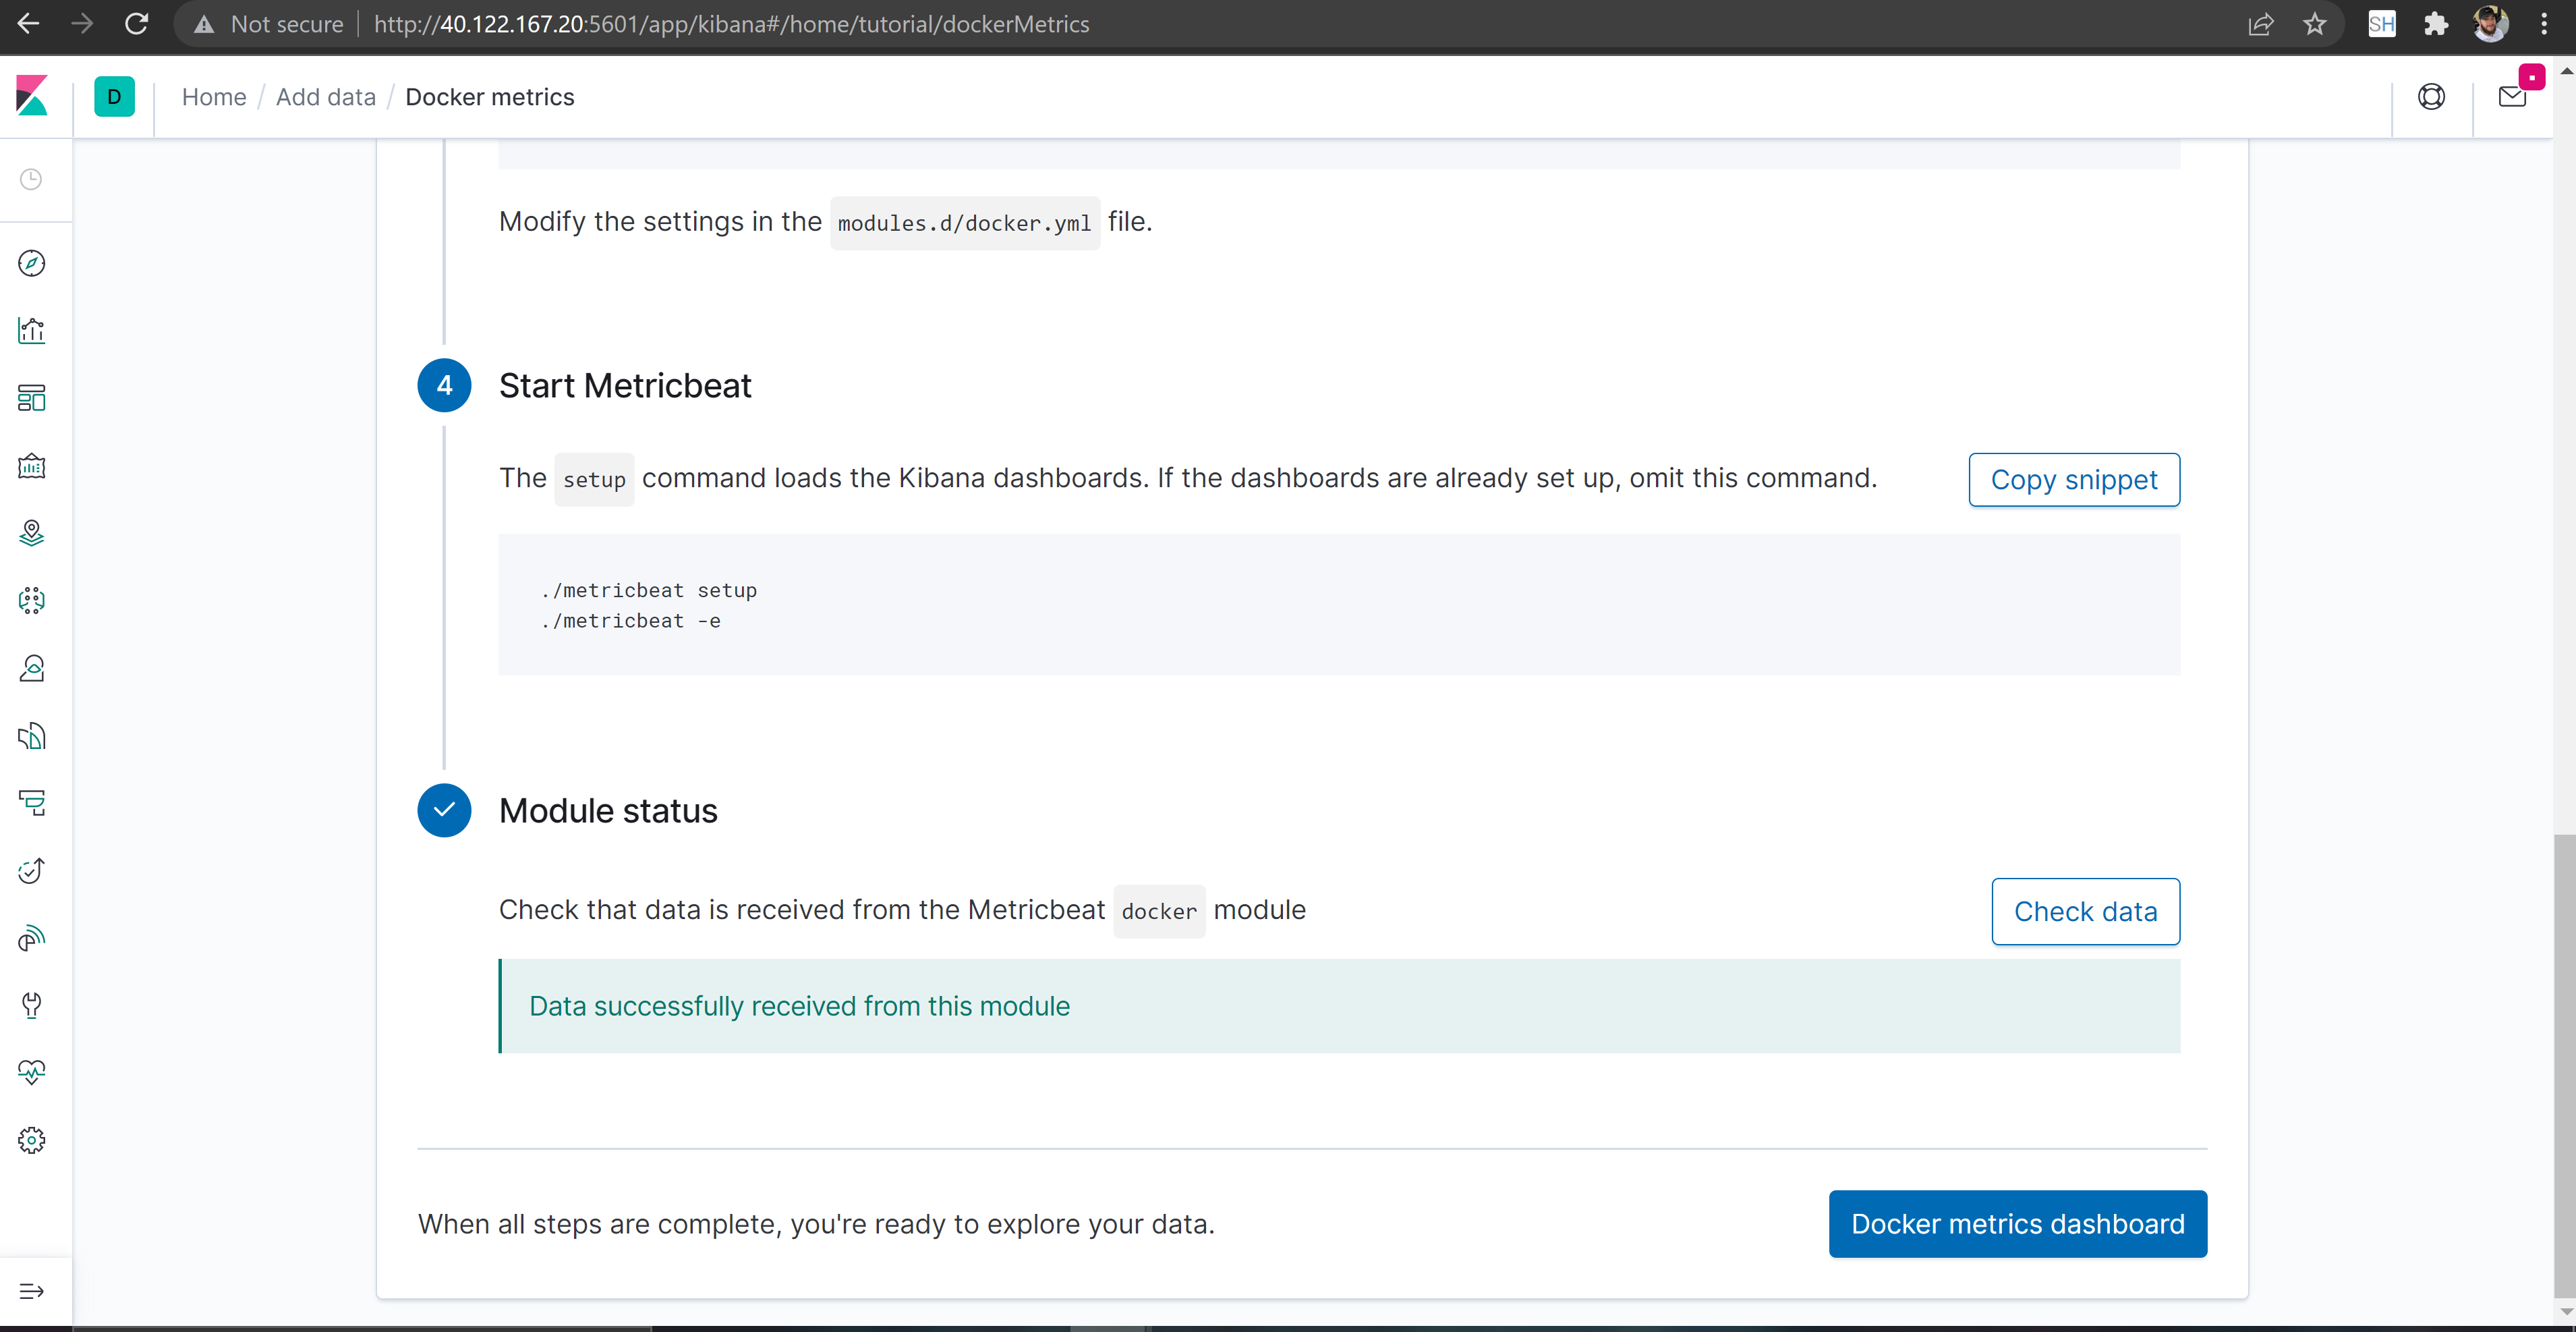 Not secure
http://40.122.167.20:5601/app/kibana#/home/tutorial/dockerMetrics
SH
D
Home / Add data / Docker metrics
Modify the settings in the modules.d/docker.yml file.
4
Start Metricbeat
The setup command loads the Kibana dashboards. If the dashboards are already set up, omit this command.
Copy snippet
./metricbeat setup
./metricbeat -e
Module status
Check that data is received from the Metricbeat docker module
Check data
Data successfully received from this module
When all steps are complete, you're ready to explore your data.
Docker metrics dashboard